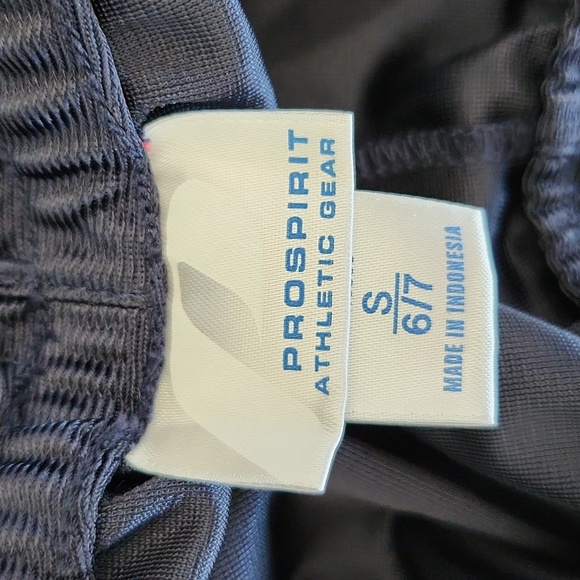 PROSPIRIT
ATHLETIC GEAR
S
6/7
MADE IN INDONESIA